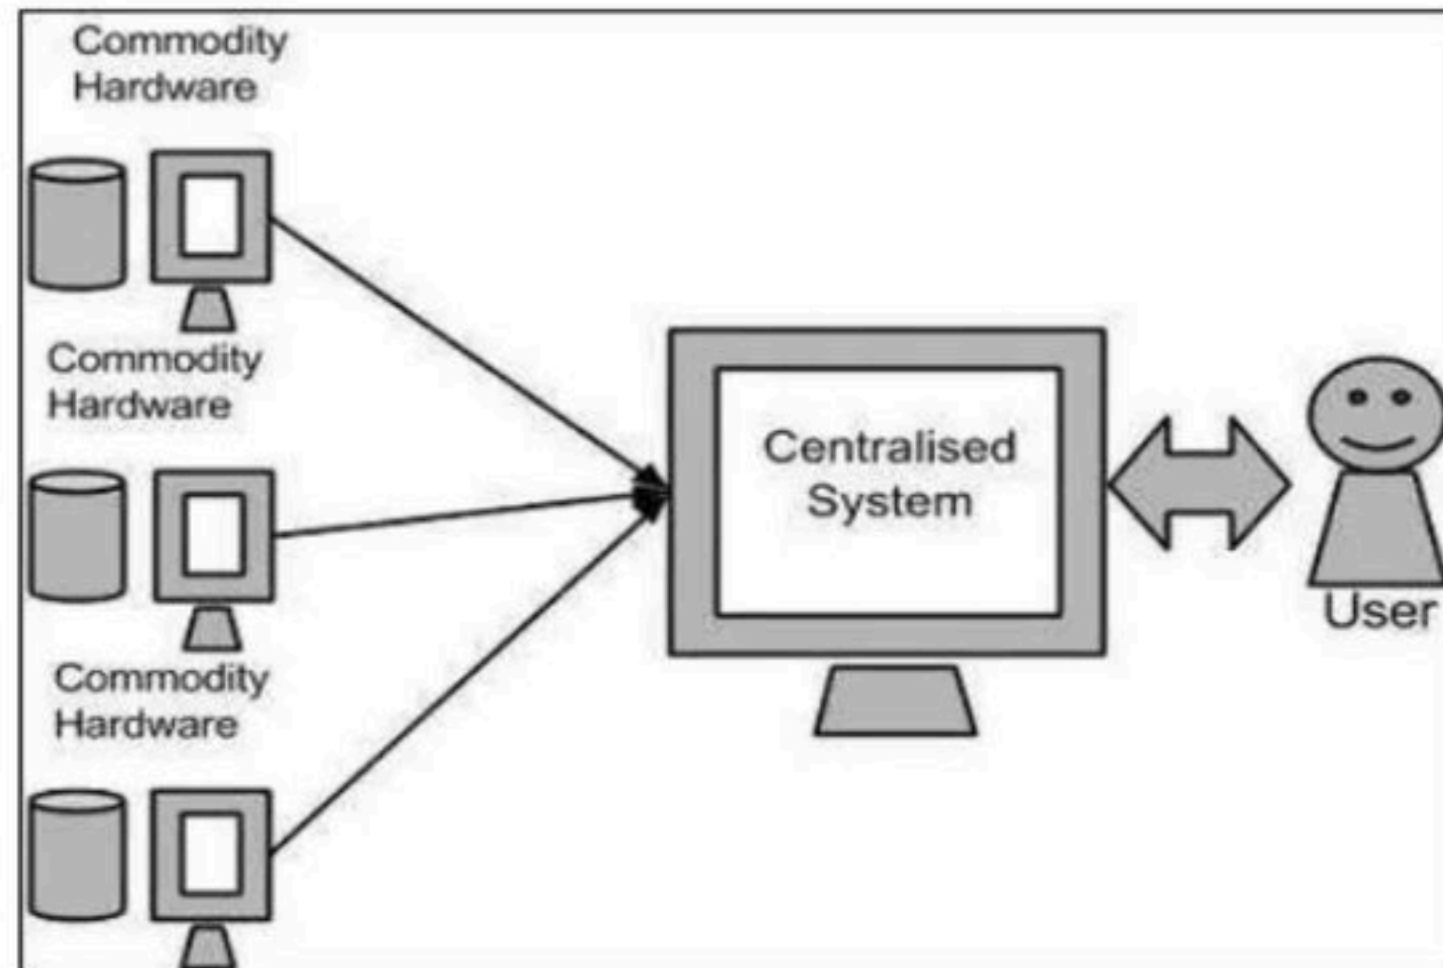 Commodity
Hardware
Commodity
Hardware
Commodity
Hardware
Centralised
System
User